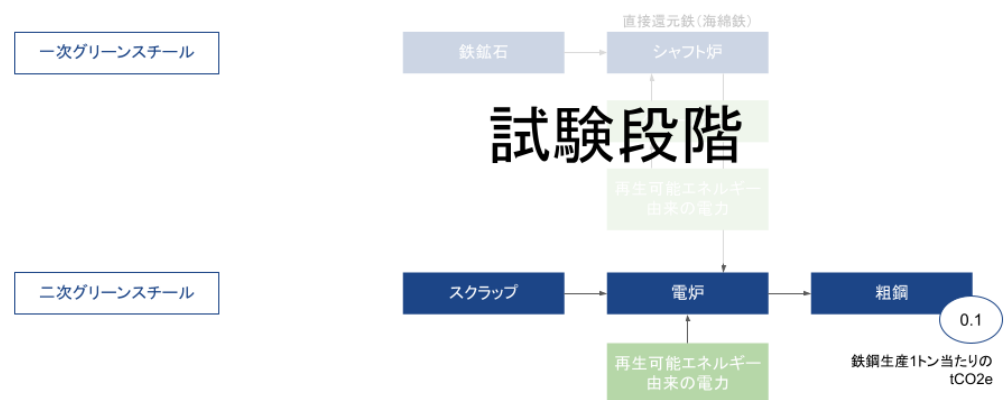 直接還元鉄(海綿鉄)
一次グリーンスチール
鉄鉱石
シャフト炉
試験段階
再生可能エネルギー
由来の電力
二次グリーンスチール
スクラップ
電炉
粗鋼
0.1
再生可能エネルギー
由来の電力
鉄鋼生産1トン当たりの
tCO2e